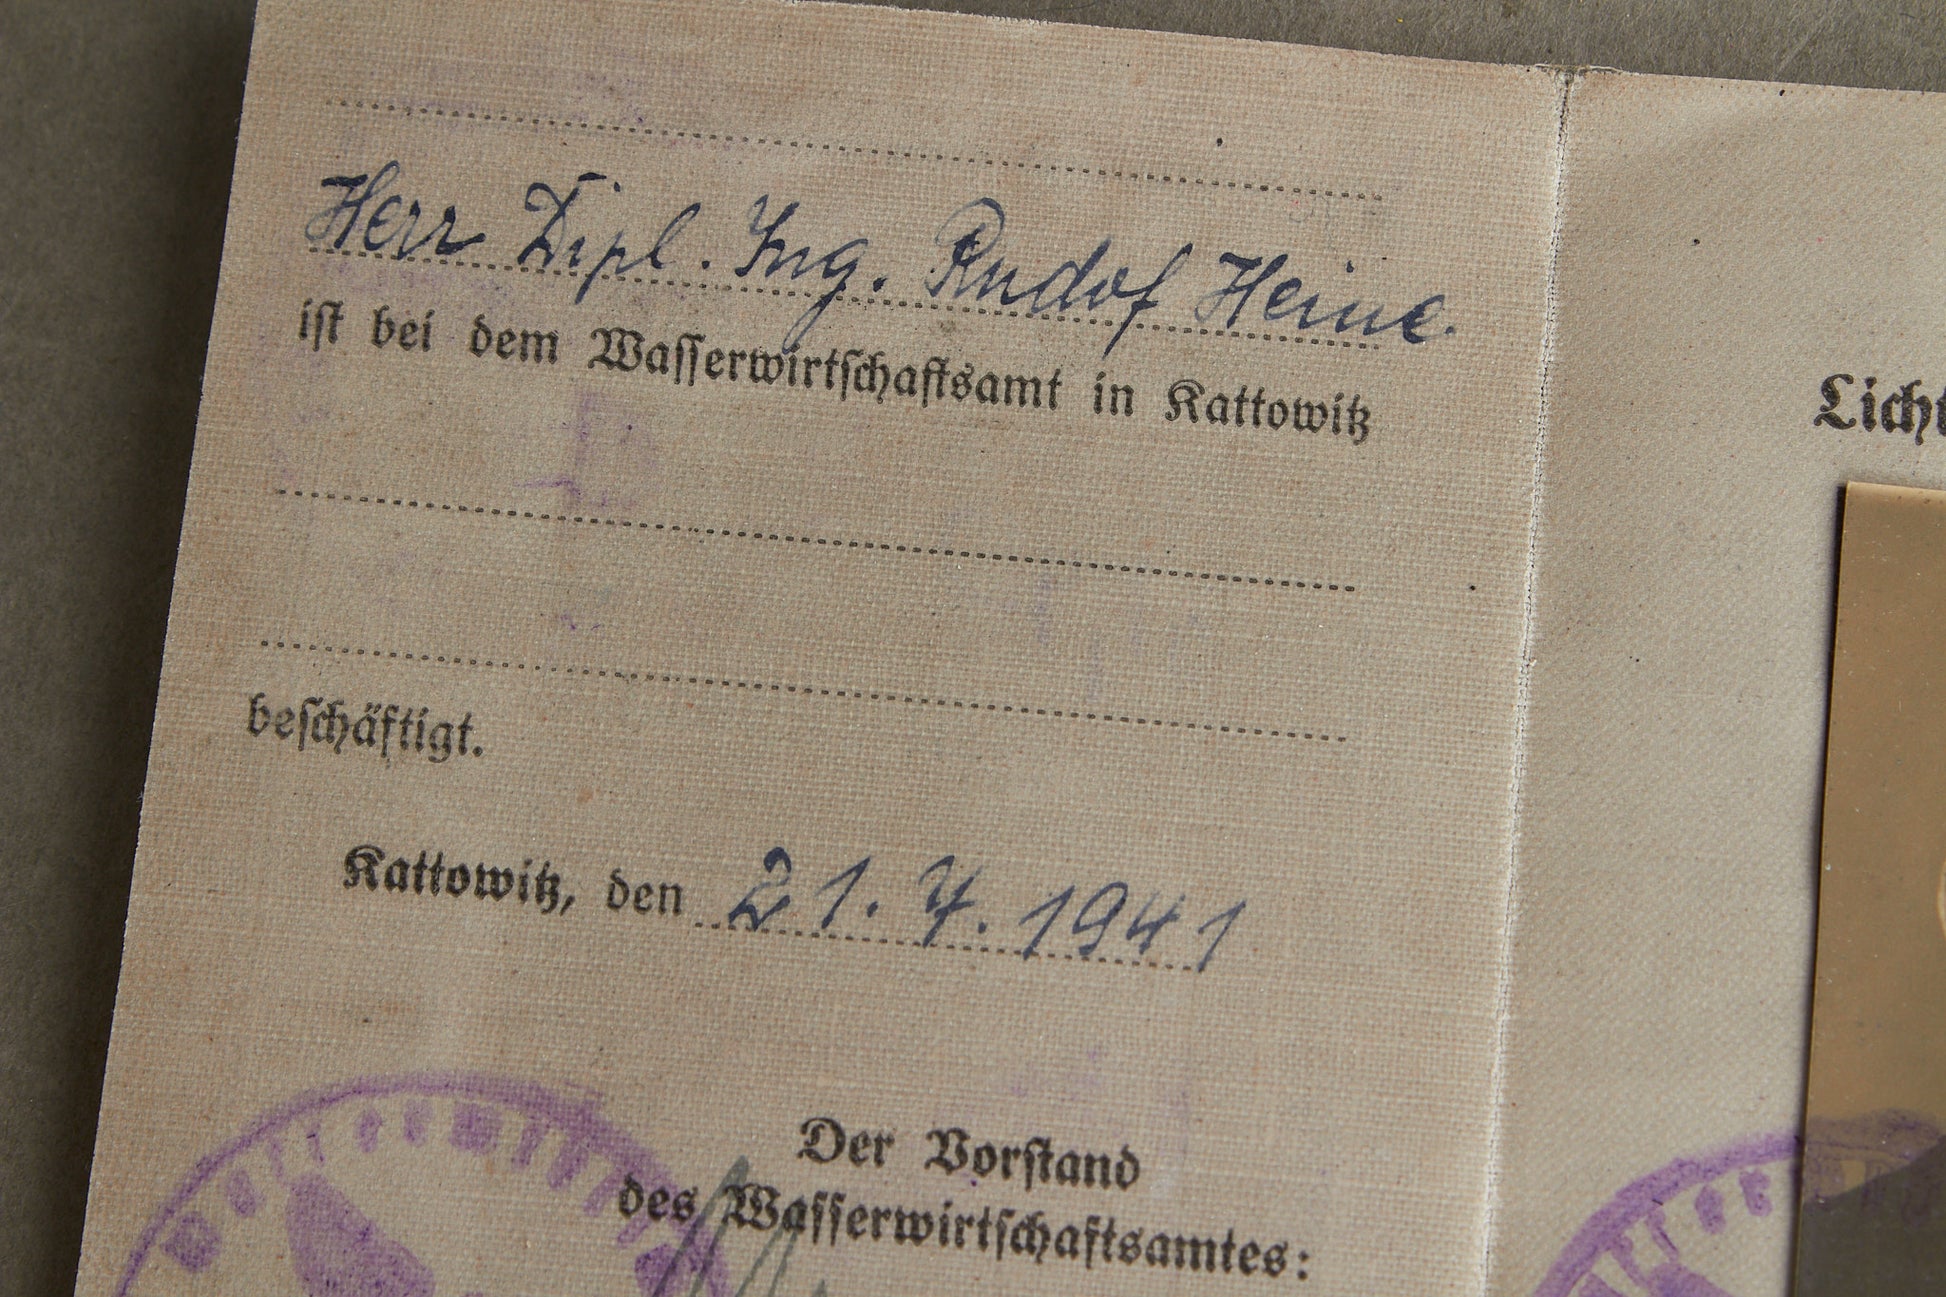 Herr Dipl. Ing. Rudof Heine.
ist bei dem Wasserwirtschaftsamt in Kattowitz
beschäftigt.
Kattowitz, den 21. 7. 1941
Der Vorstand
des Wasserwirtschaftsamtes:
Licht